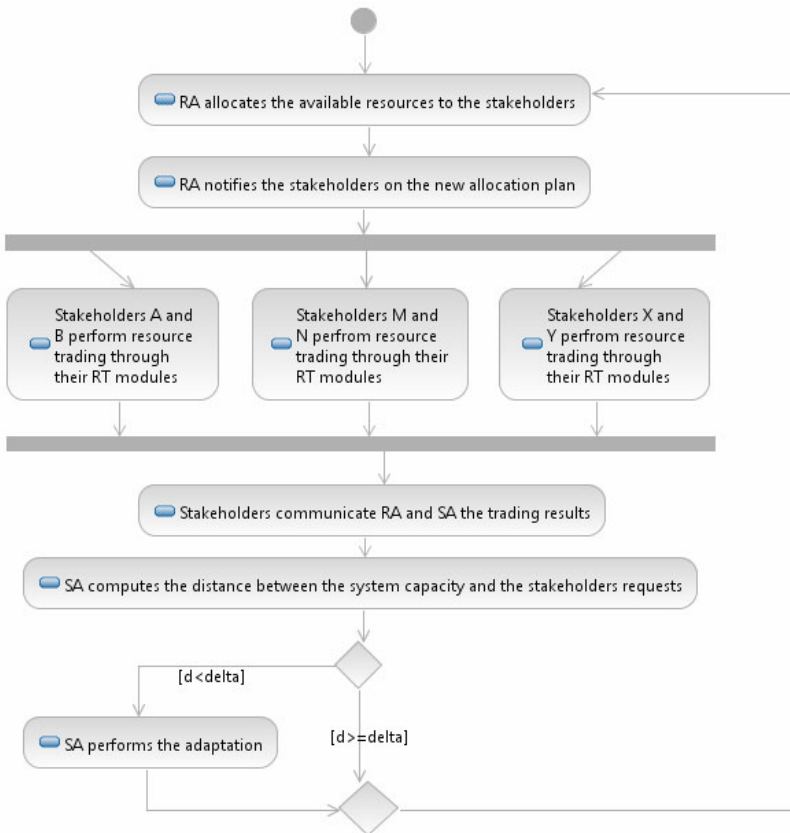 RA allocates the available resources to the stakeholders
RA notifies the stakeholders on the new allocation plan
Stakeholders A and
B perform resource
trading through
their RT modules
Stakeholders M and
N perfrom resource
trading through their
RT modules
Stakeholders X and
Y perfrom resource
trading through
their RT modules
Stakeholders communicate RA and SA the trading results
SA computes the distance between the system capacity and the stakeholders requests
[d<delta]
SA performs the adaptation
[d>=delta]